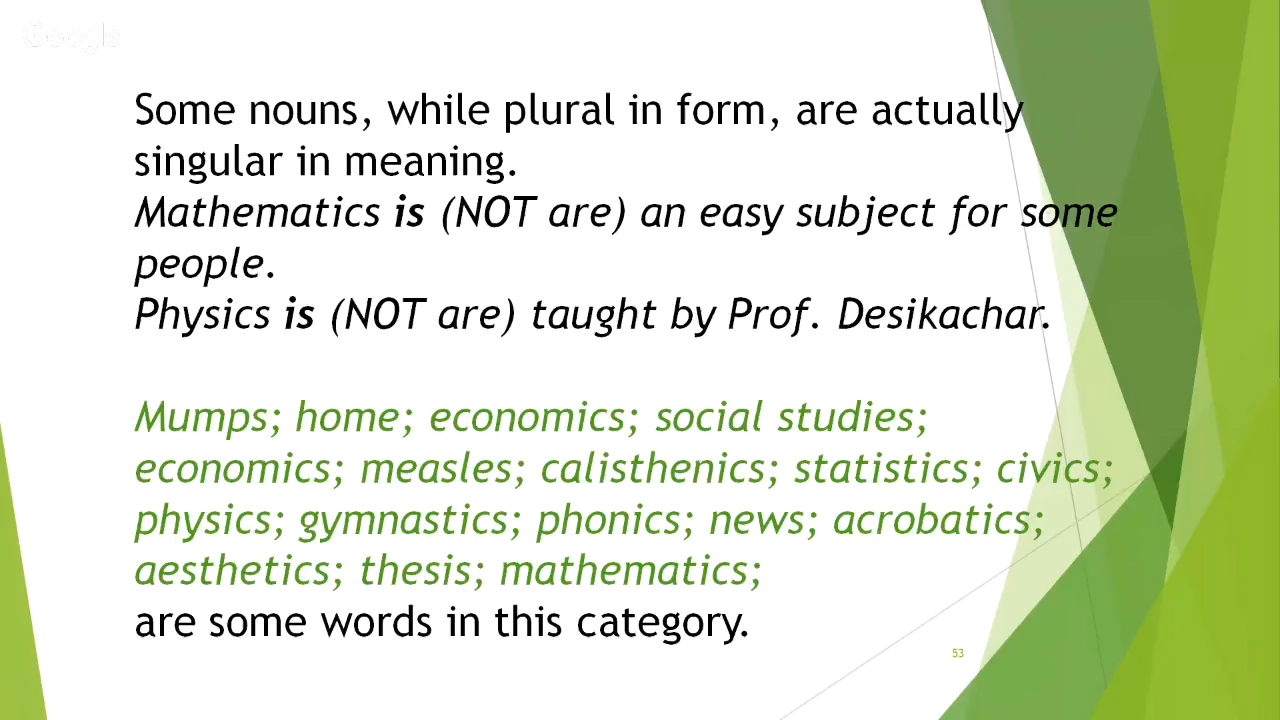 Google
Some nouns, while plural in form, are actually
singular in meaning.
Mathematics is (NOT are) an easy subject for some
people.
Physics is (NOT are) taught by Prof. Desikachar.
Mumps; home; economics; social studies;
economics; measles; calisthenics; statistics; civics;
physics; gymnastics; phonics; news; acrobatics;
aesthetics; thesis; mathematics;
are some words in this category.
53